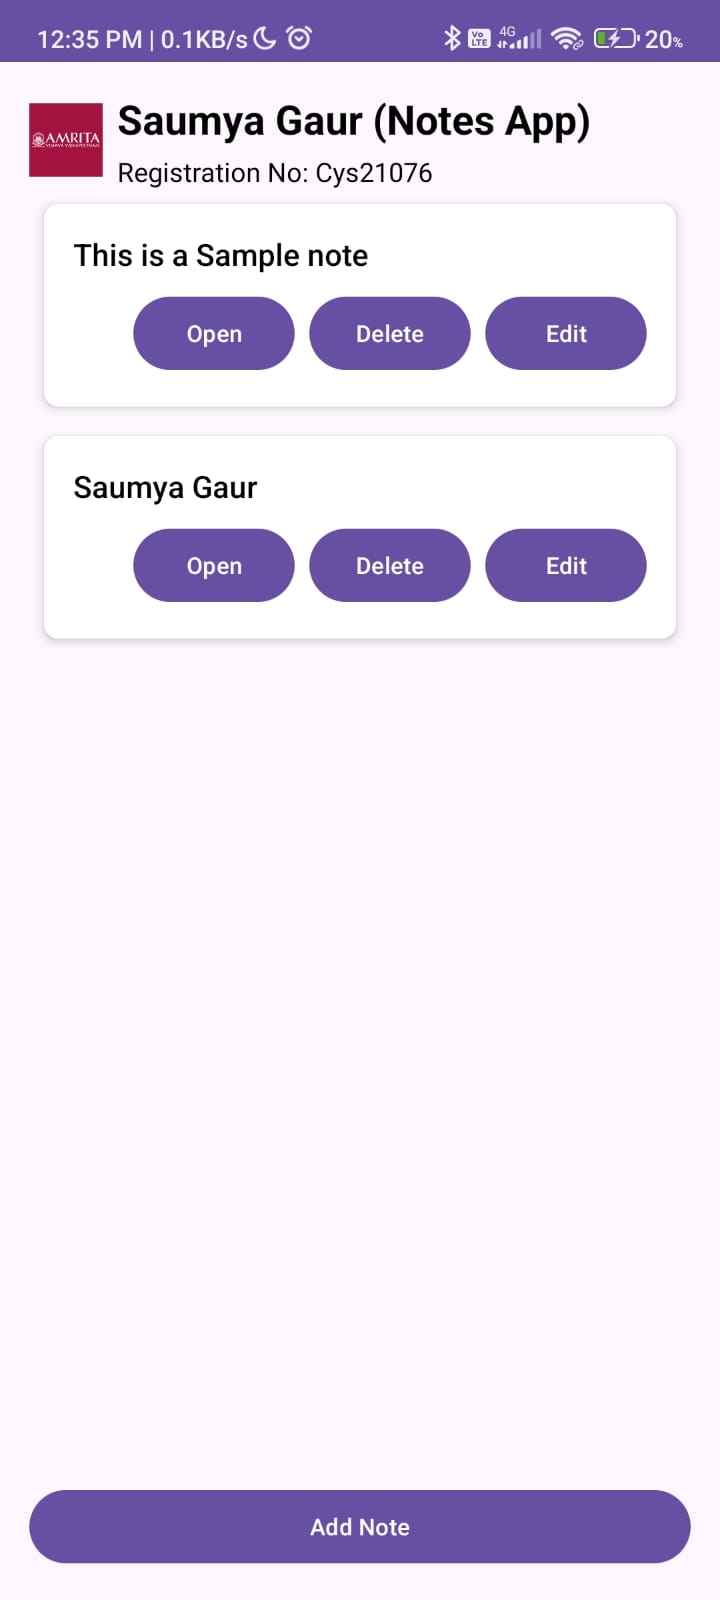 12:35 PM | 0.1KB/s Vo LTE 4G 20%
AMRITA
VISHWA VIDYAPEETHAM
Saumya Gaur (Notes App)
Registration No: Cys21076
This is a Sample note
Open Delete Edit
Saumya Gaur
Open Delete Edit
Add Note